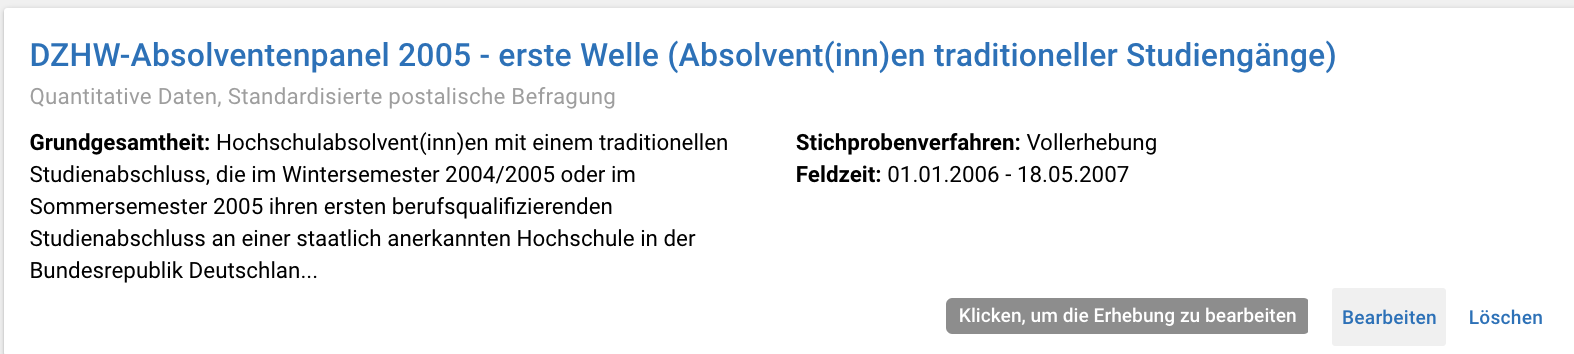 DZHW-Absolventenpanel 2005 - erste Welle (Absolvent(inn)en traditioneller Studiengänge)
Quantitative Daten, Standardisierte postalische Befragung
Grundgesamtheit: Hochschulabsolvent(inn)en mit einem traditionellen
Studienabschluss, die im Wintersemester 2004/2005 oder im
Sommersemester 2005 ihren ersten berufsqualifizierenden
Studienabschluss an einer staatlich anerkannten Hochschule in der
Bundesrepublik Deutschlan...
Stichprobenverfahren: Vollerhebung
Feldzeit: 01.01.2006 - 18.05.2007
Klicken, um die Erhebung zu bearbeiten
Bearbeiten
Löschen